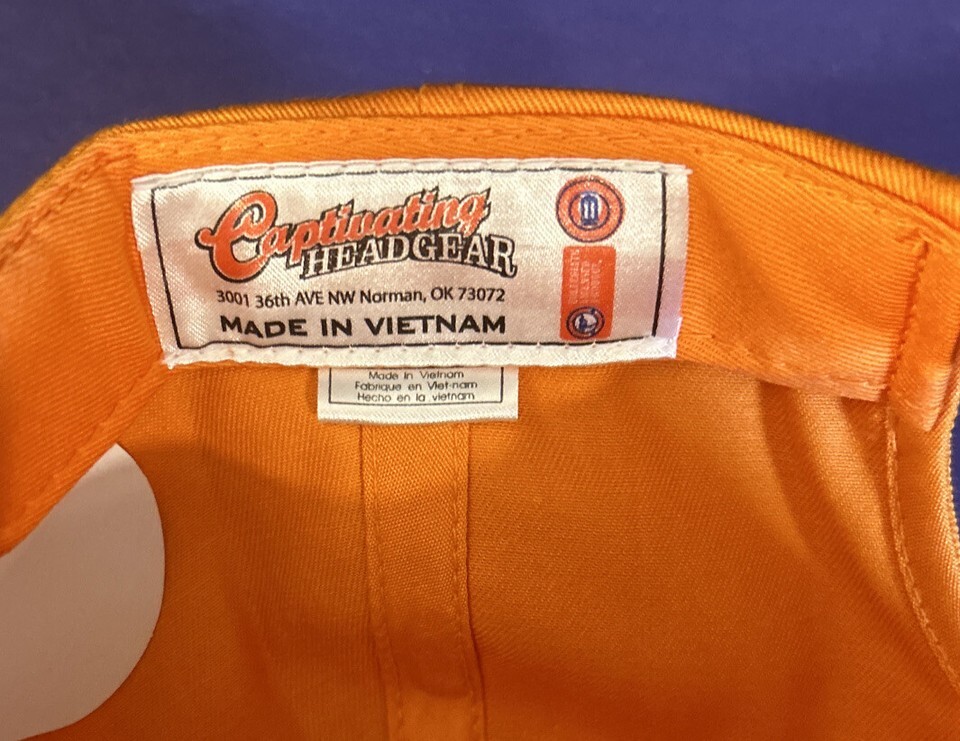 Captivating
HEADGEAR
3001 36th AVE NW Norman, OK 73072
MADE IN VIETNAM
Made in Vietnam
Fabriqué en Viet-nam
Hecho en la vietnam